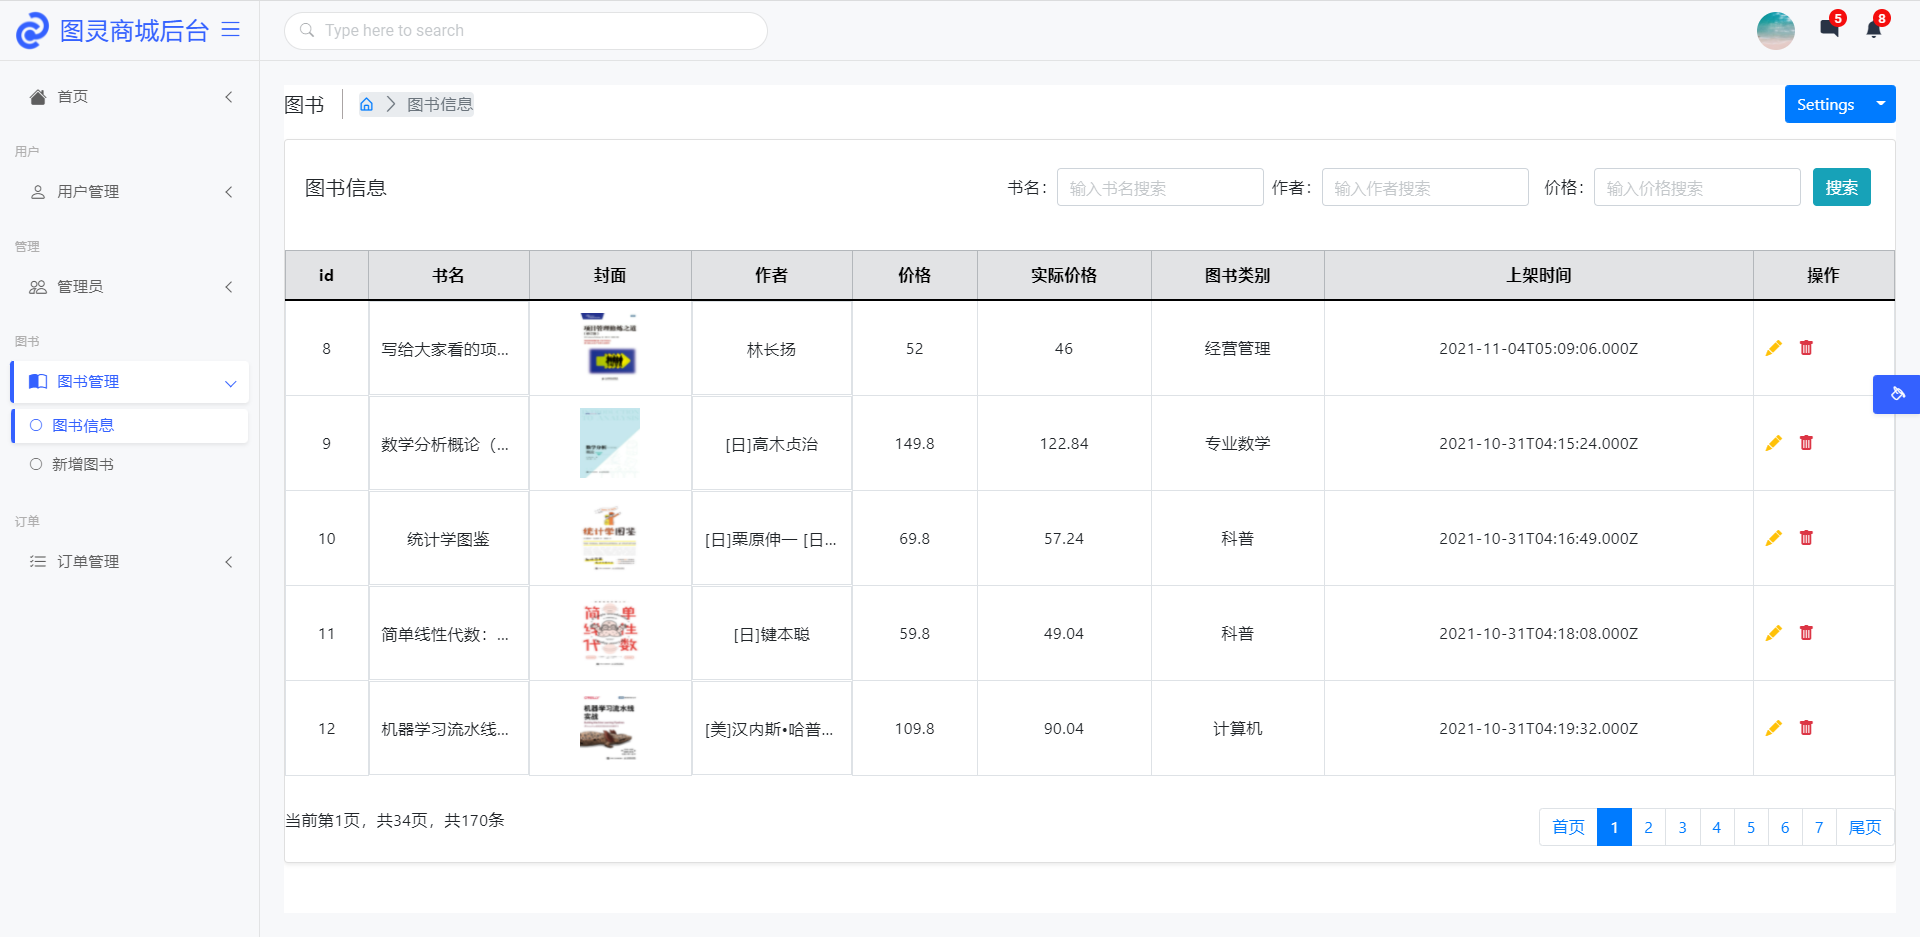 图灵商城后台
Type here to search
5
8
首页
用户
用户管理
管理
管理员
图书
图书管理
图书信息
新增图书
订单
订单管理
图书
图书信息
Settings
图书信息
书名: 输入书名搜索 作者: 输入作者搜索 价格: 输入价格搜索 搜索
id 书名 封面 作者 价格 实际价格 图书类别 上架时间 操作
8 写给大家看的项... 林长扬 52 46 经营管理 2021-11-04T05:09:06.000Z
9 数学分析概论（... [日]高木贞治 149.8 122.84 专业数学 2021-10-31T04:15:24.000Z
10 统计学图鉴 统计学图鉴 [日]栗原伸一 [日... 69.8 57.24 科普 2021-10-31T04:16:49.000Z
11 简单线性代数：... 简单线性代数 [日]键本聪 59.8 49.04 科普 2021-10-31T04:18:08.000Z
12 机器学习流水线... 机器学习流水线实战 [美]汉内斯•哈普... 109.8 90.04 计算机 2021-10-31T04:19:32.000Z
当前第1页，共34页，共170条
首页 1 2 3 4 5 6 7 尾页